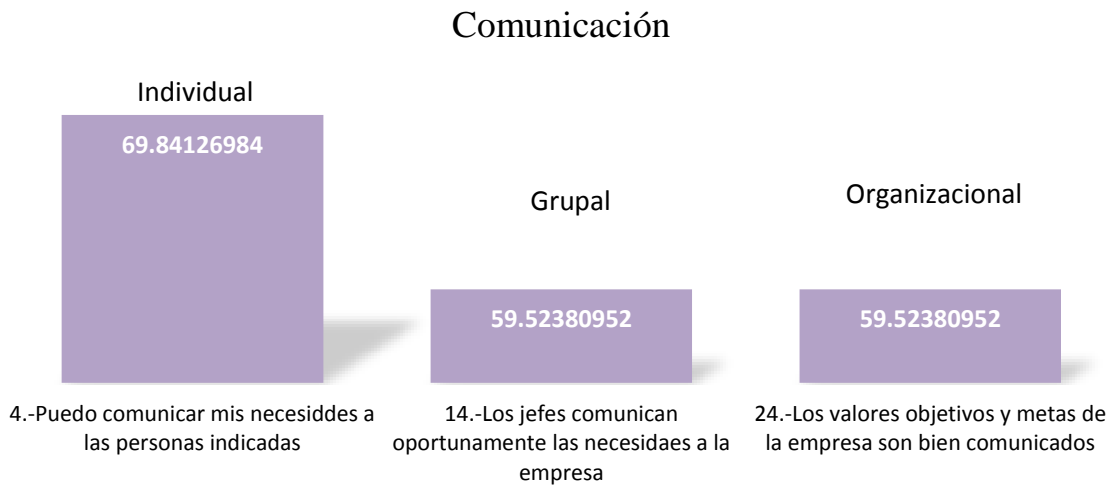 Comunicación
Individual
69.84126984
Grupal
Organizacional
59.52380952
59.52380952
4.-Puedo comunicar mis necesiddes a
las personas indicadas
14.-Los jefes comunican
oportunamente las necesidaes a la
empresa
24.-Los valores objetivos y metas de
la empresa son bien comunicados